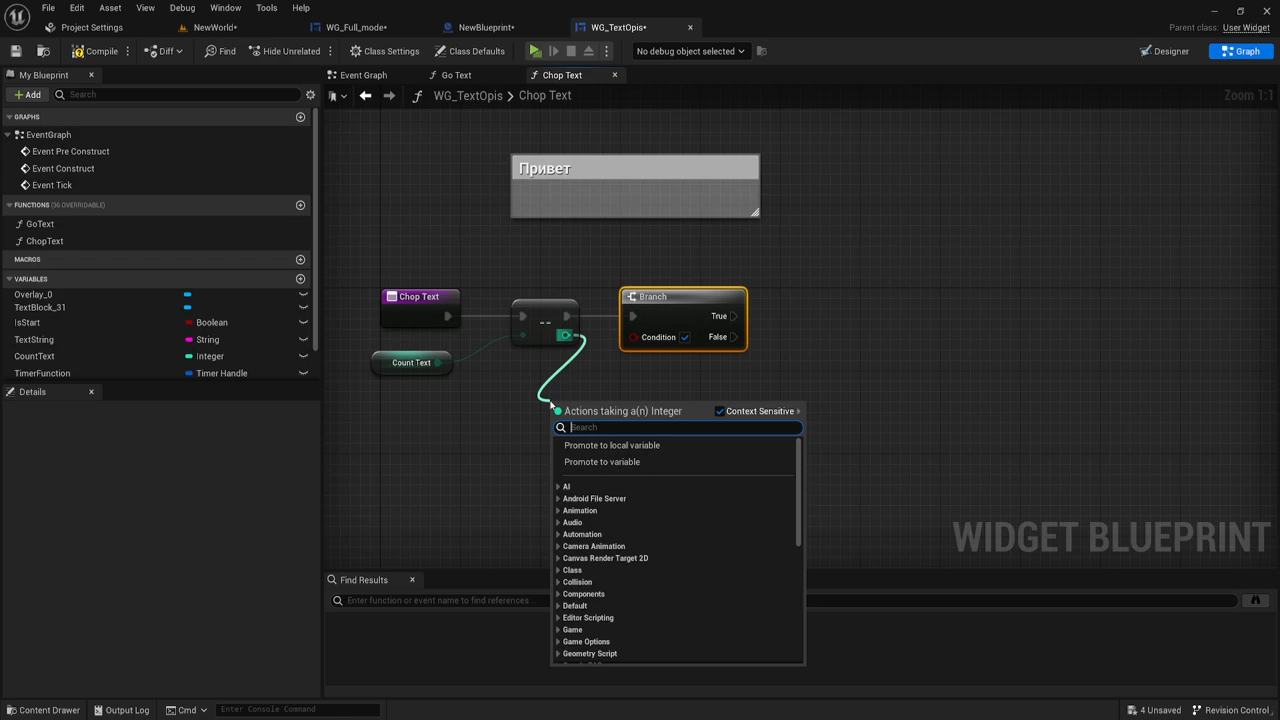 File Edit Asset View Debug Window Tools Help
Project Settings NewWorld* WG_Full_mode* NewBlueprint* WG_TextOpis* Parent class: User Widget
Compile Diff Find Hide Unrelated Class Settings Class Defaults No debug object selected Designer Graph
My Blueprint Event Graph Go Text Chop Text
Add Search WG_TextOpis Chop Text Zoom 1:1
GRAPHS
EventGraph
Event Pre Construct
Event Construct
Event Tick
FUNCTIONS (36 OVERRIDABLE)
GoText
ChopText
MACROS
VARIABLES
Overlay_0
TextBlock_31
IsStart Boolean
TextString String
CountText Integer
TimerFunction Timer Handle
Details
Привет
Chop Text
--
Branch
True
Condition False
Count Text
Actions taking a(n) Integer Context Sensitive
Search
Promote to local variable
Promote to variable
AI
Android File Server
Animation
Audio
Automation
Camera Animation
Canvas Render Target 2D
Class
Collision
Components
Default
Editor Scripting
Game
Game Options
Geometry Script
WIDGET BLUEPRINT
Find Results
Enter function or event name to find references...
Content Drawer Output Log Cmd Enter Console Command 4 Unsaved Revision Control